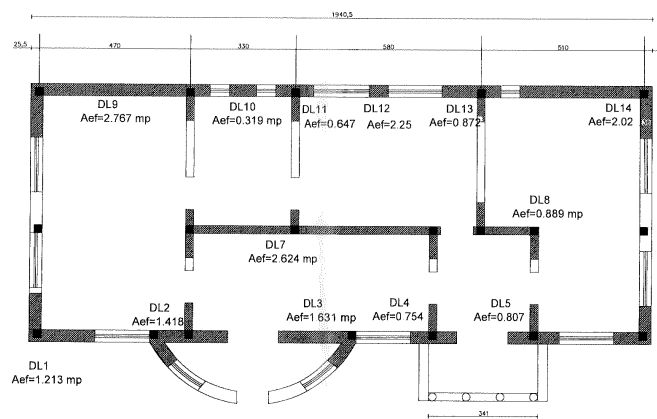 1940,5
25,5 470 330 580 510
DL9
Aef=2.767 mp
DL10
Aef=0.319 mp
DL11
Aef=0.647
DL12
Aef=2.25
DL13
Aef=0.872
DL14
Aef=2.02
DL8
Aef=0.889 mp
DL7
Aef=2.624 mp
DL2
Aef=1.418
DL3
Aef=1.631 mp
DL4
Aef=0.754
DL5
Aef=0.807
DL1
Aef=1.213 mp
341